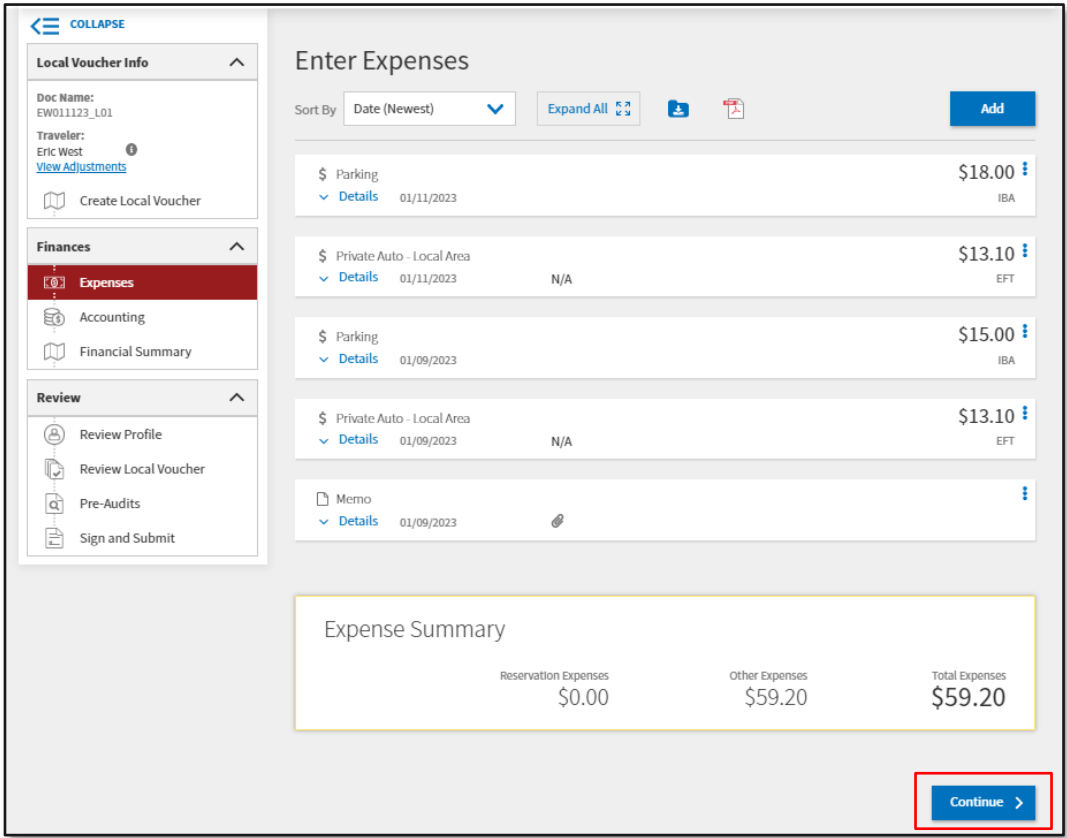 COLLAPSE
Local Voucher Info
Doc Name:
EW011123_L01
Traveler:
Eric West
View Adjustments
Create Local Voucher
Finances
Expenses
Accounting
Financial Summary
Review
Review Profile
Review Local Voucher
Pre-Audits
Sign and Submit
Enter Expenses
Sort By Date (Newest) Expand All Add
$ Parking $18.00
Details 01/11/2023 IBA
$ Private Auto - Local Area $13.10
Details 01/11/2023 N/A EFT
$ Parking $15.00
Details 01/09/2023 IBA
$ Private Auto - Local Area $13.10
Details 01/09/2023 N/A EFT
Memo
Details 01/09/2023
Expense Summary
Reservation Expenses Other Expenses Total Expenses
$0.00 $59.20 $59.20
Continue